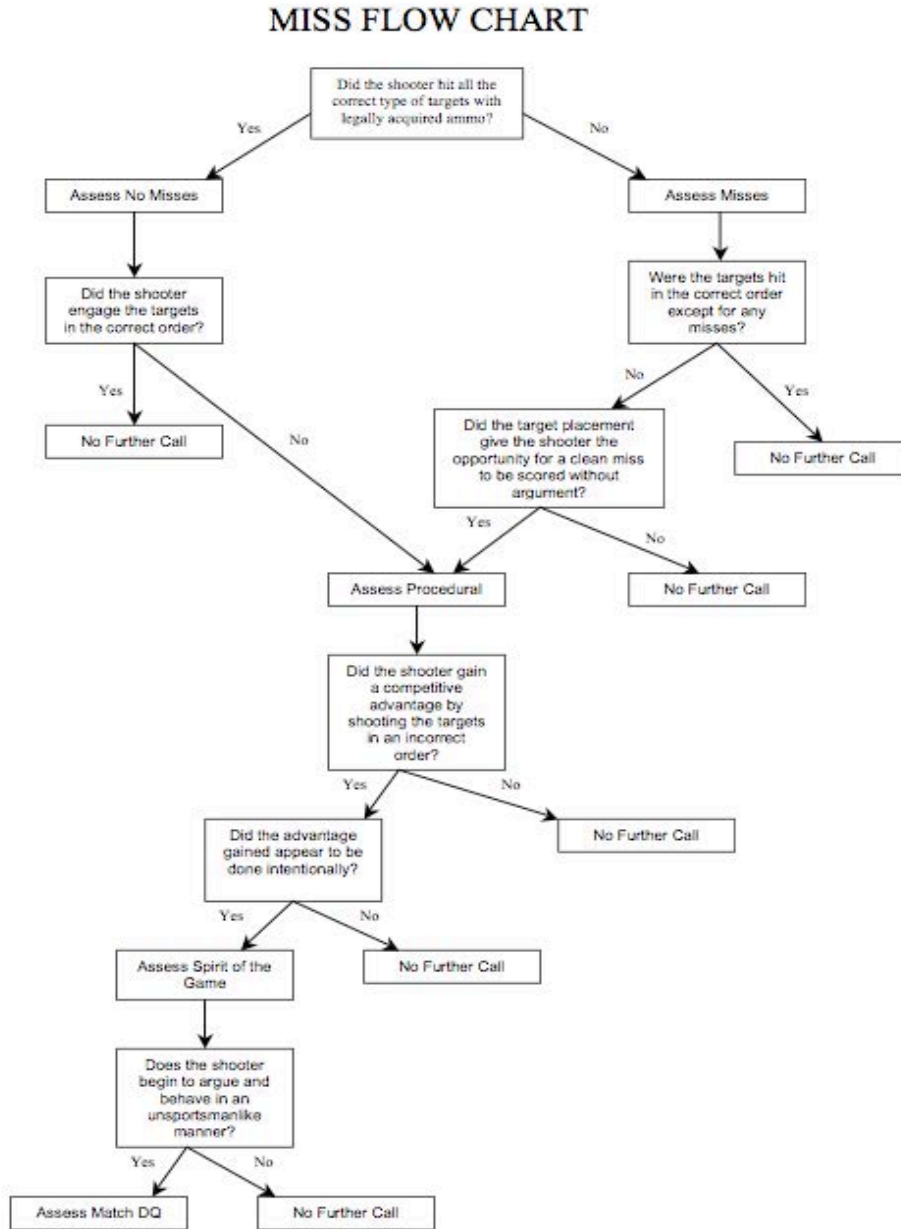 MISS FLOW CHART
Did the shooter hit all the
correct type of targets with
legally acquired ammo?
Yes
No
Assess No Misses
Assess Misses
Did the shooter
engage the targets
in the correct order?
Were the targets hit
in the correct order
except for any
misses?
Yes
No
No
Yes
No Further Call
Did the target placement
give the shooter the
opportunity for a clean miss
to be scored without
argument?
No Further Call
Yes
No
Assess Procedural
No Further Call
Did the shooter gain
a competitive
advantage by
shooting the targets
in an incorrect
order?
Yes
No
Did the advantage
gained appear to be
done intentionally?
No Further Call
Yes
No
Assess Spirit of the
Game
No Further Call
Does the shooter
begin to argue and
behave in an
unsportsmanlike
manner?
Yes
No
Assess Match DQ
No Further Call